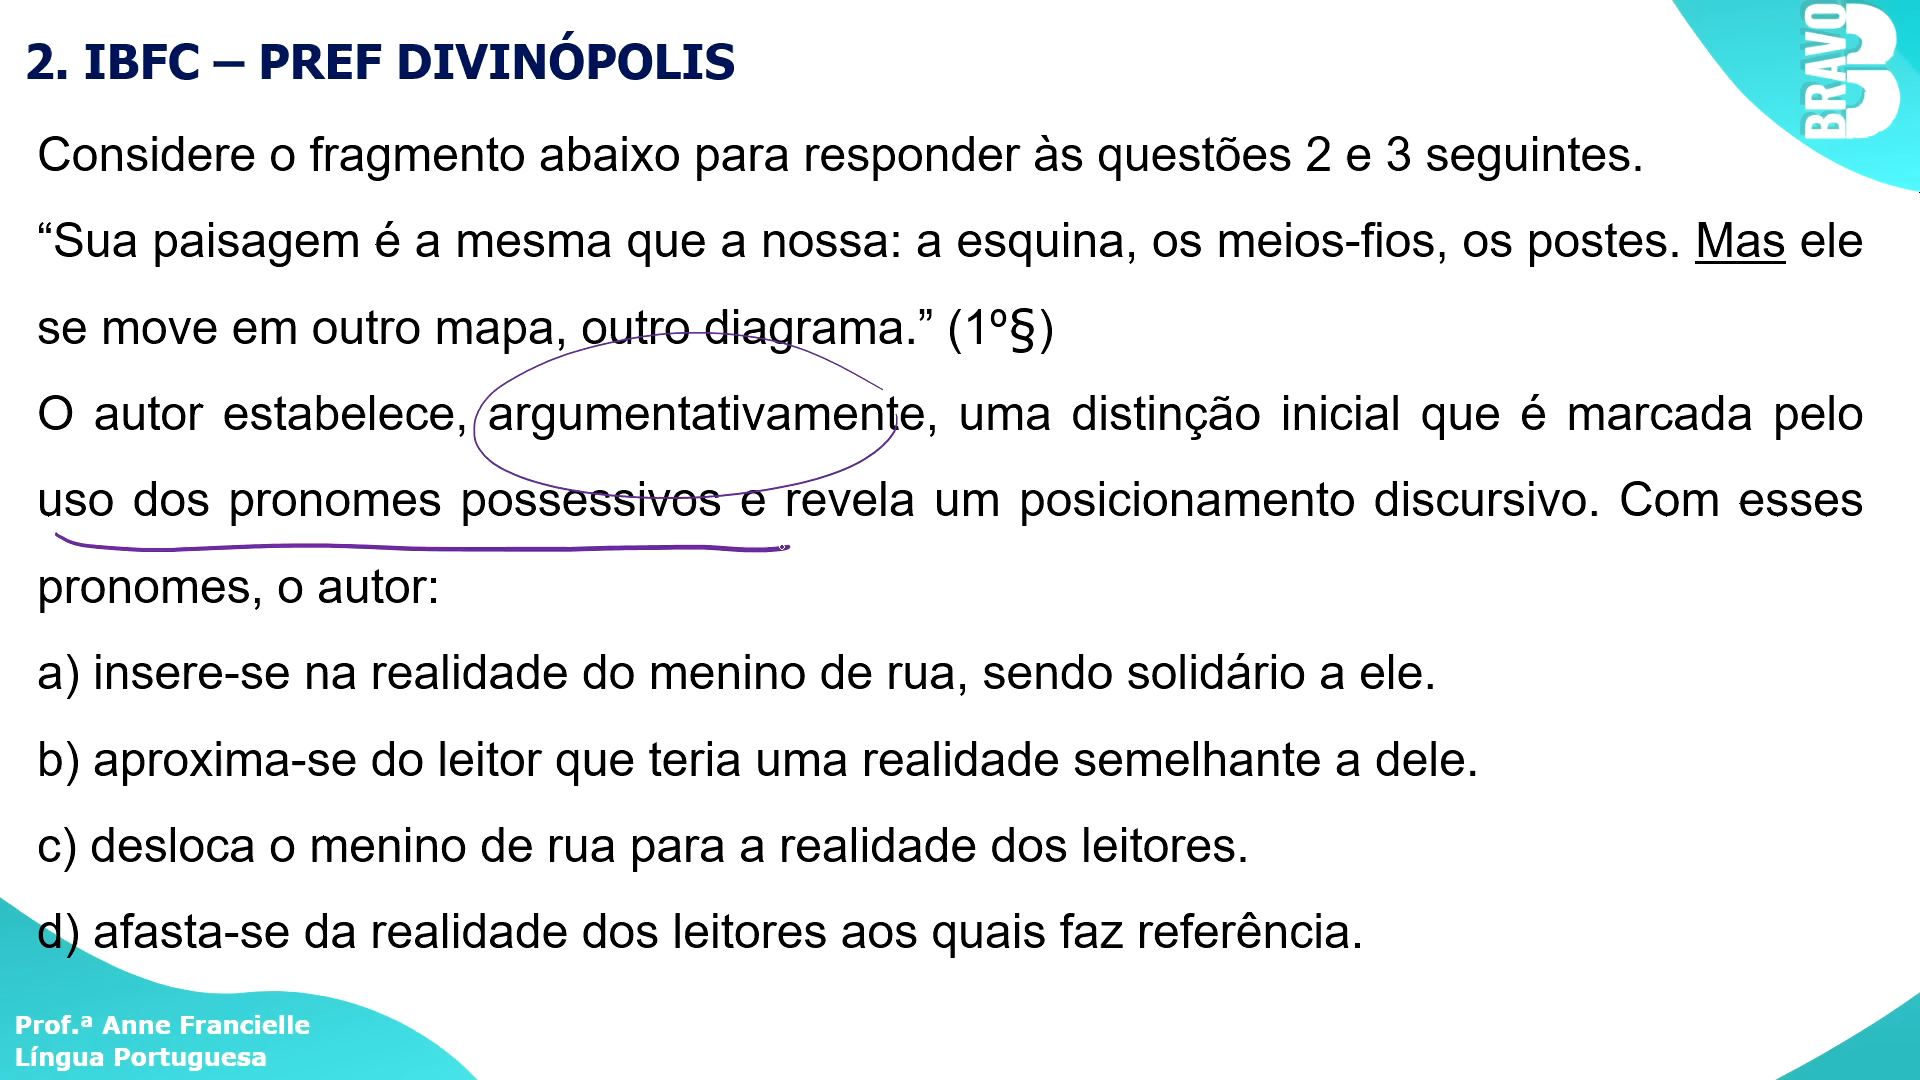 2. IBFC – PREF DIVINÓPOLIS
BRAVO
Considere o fragmento abaixo para responder às questões 2 e 3 seguintes.
“Sua paisagem é a mesma que a nossa: a esquina, os meios-fios, os postes. Mas ele
se move em outro mapa, outro diagrama.” (1º§)
O autor estabelece, argumentativamente, uma distinção inicial que é marcada pelo
uso dos pronomes possessivos e revela um posicionamento discursivo. Com esses
pronomes, o autor:
a) insere-se na realidade do menino de rua, sendo solidário a ele.
b) aproxima-se do leitor que teria uma realidade semelhante a dele.
c) desloca o menino de rua para a realidade dos leitores.
d) afasta-se da realidade dos leitores aos quais faz referência.
Prof.ª Anne Francielle
Língua Portuguesa